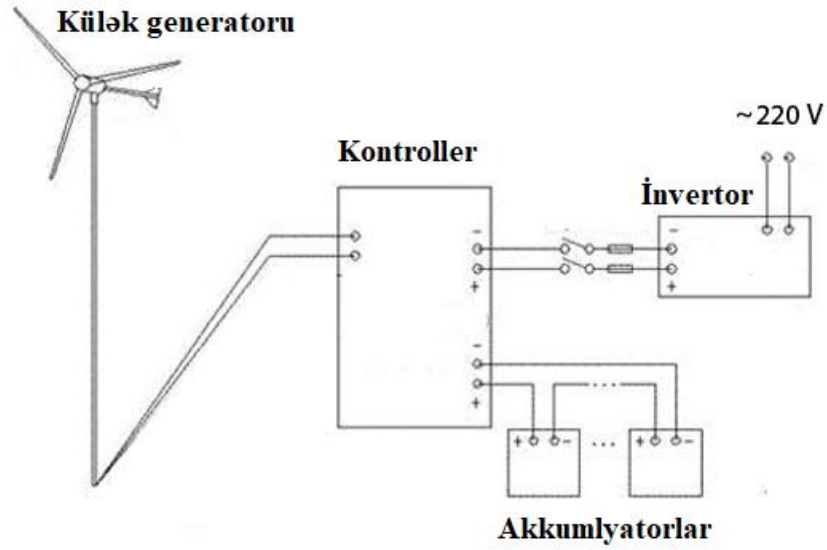 Külək generatoru
~220 V
Kontroller
İnvertor
- -
+ +
-
+
+ - ... + -
Akkumlyatorlar